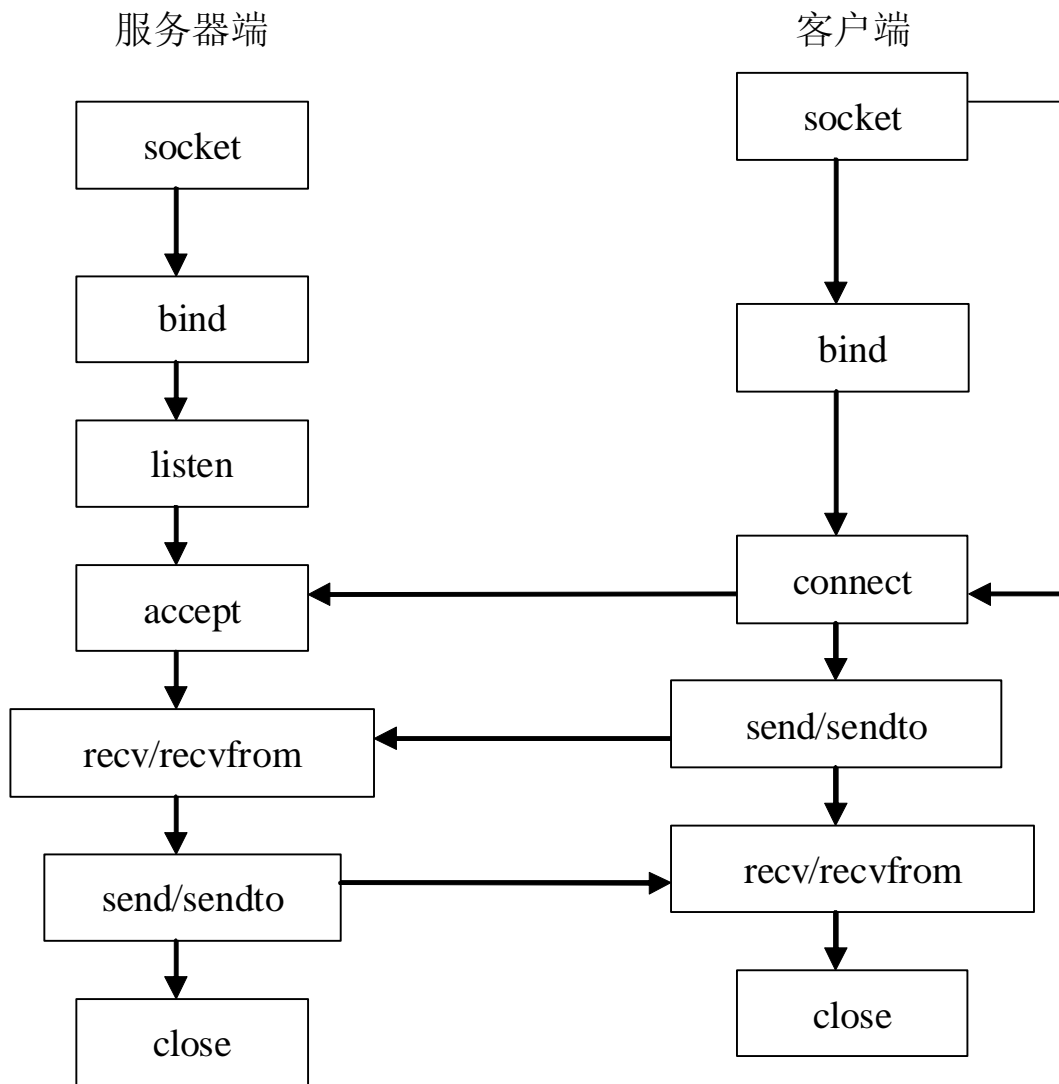 服务器端
socket
bind
listen
accept
recv/recvfrom
send/sendto
close
客户端
socket
bind
connect
send/sendto
recv/recvfrom
close